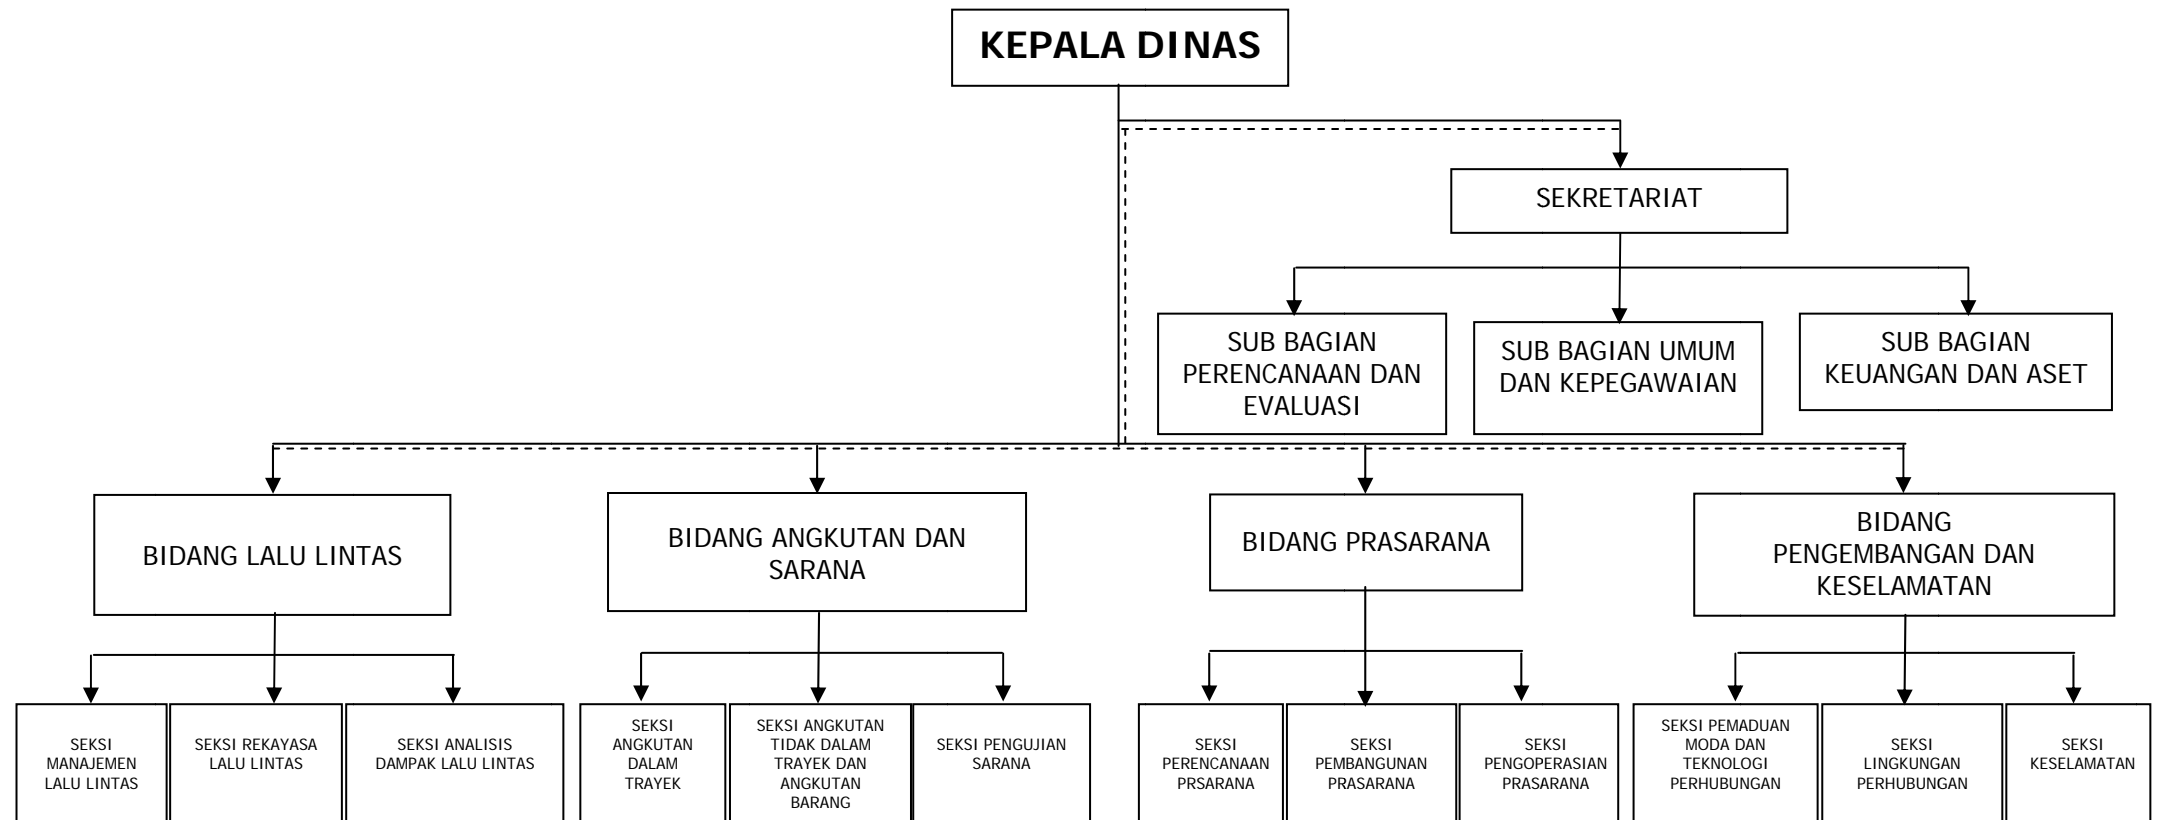 KEPALA DINAS
SEKRETARIAT
SUB BAGIAN
PERENCANAAN DAN
EVALUASI
SUB BAGIAN UMUM
DAN KEPEGAWAIAN
SUB BAGIAN
KEUANGAN DAN ASET
BIDANG LALU LINTAS
BIDANG ANGKUTAN DAN
SARANA
BIDANG PRASARANA
BIDANG
PENGEMBANGAN DAN
KESELAMATAN
SEKSI
MANAJEMEN
LALU LINTAS
SEKSI REKAYASA
LALU LINTAS
SEKSI ANALISIS
DAMPAK LALU LINTAS
SEKSI
ANGKUTAN
DALAM
TRAYEK
SEKSI ANGKUTAN
TIDAK DALAM
TRAYEK DAN
ANGKUTAN
BARANG
SEKSI PENGUJIAN
SARANA
SEKSI
PERENCANAAN
PRSARANA
SEKSI
PEMBANGUNAN
PRASARANA
SEKSI
PENGOPERASIAN
PRASARANA
SEKSI PEMADUAN
MODA DAN
TEKNOLOGI
PERHUBUNGAN
SEKSI
LINGKUNGAN
PERHUBUNGAN
SEKSI
KESELAMATAN